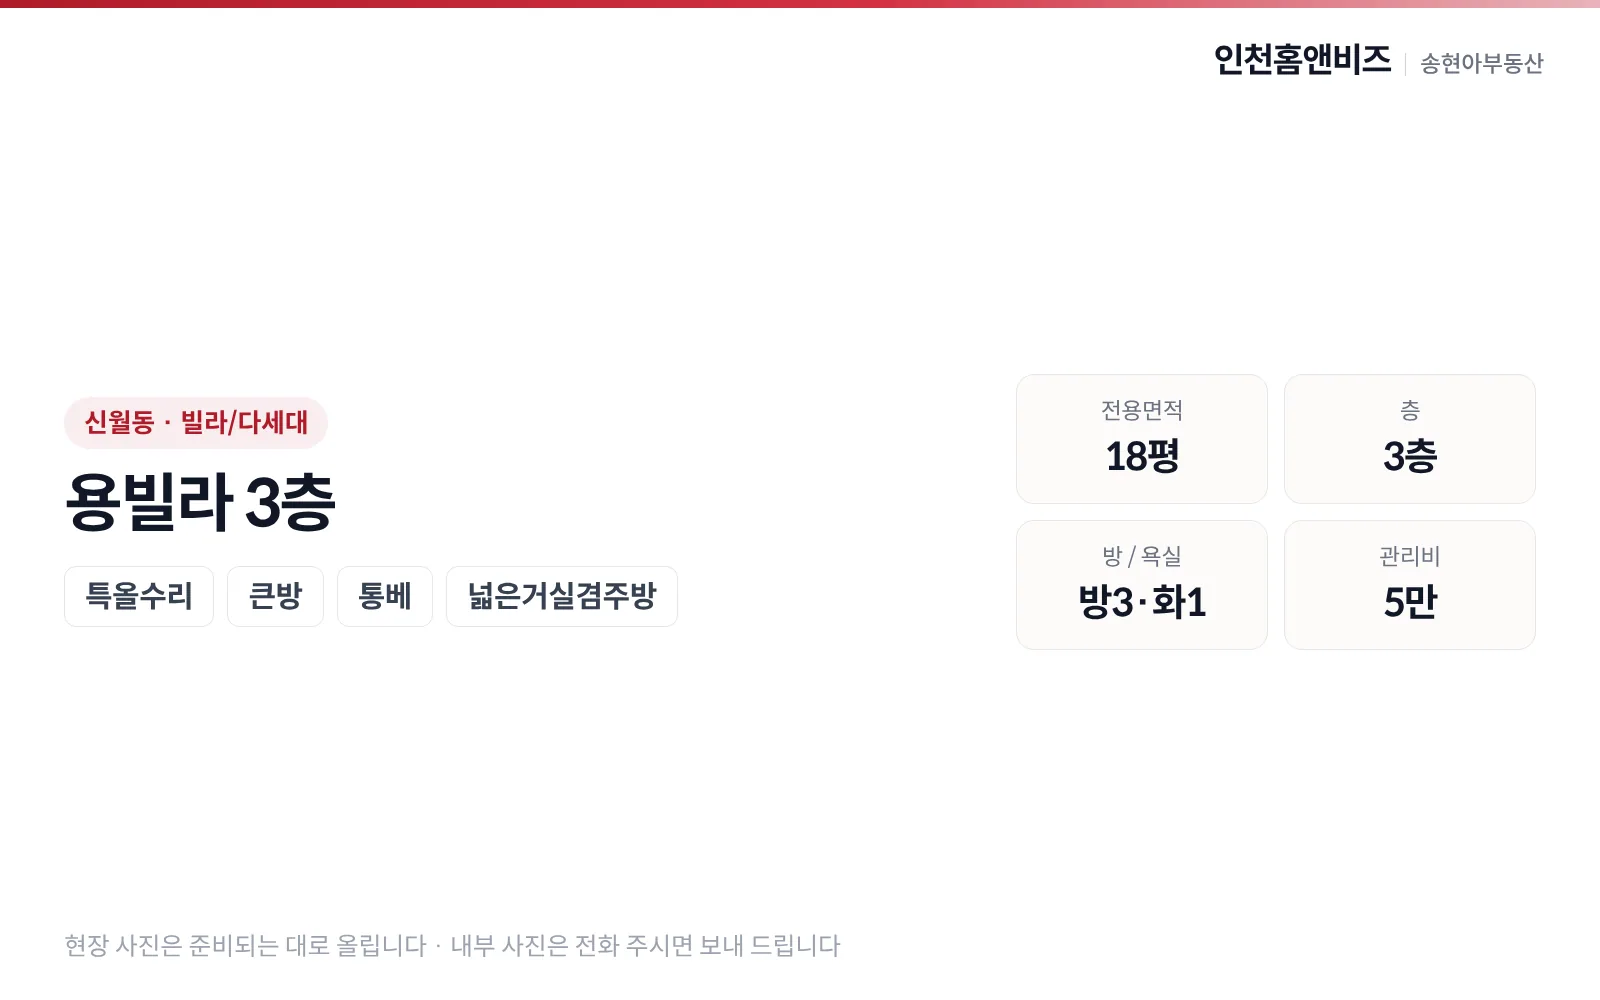 인천홈앤비즈 송현아부동산
신월동 · 빌라/다세대
용빌라 3층
특올수리 큰방 통베 넓은거실겸주방
전용면적
18평
층
3층
방 / 욕실
방3·화1
관리비
5만
현장 사진은 준비되는 대로 올립니다 · 내부 사진은 전화 주시면 보내 드립니다